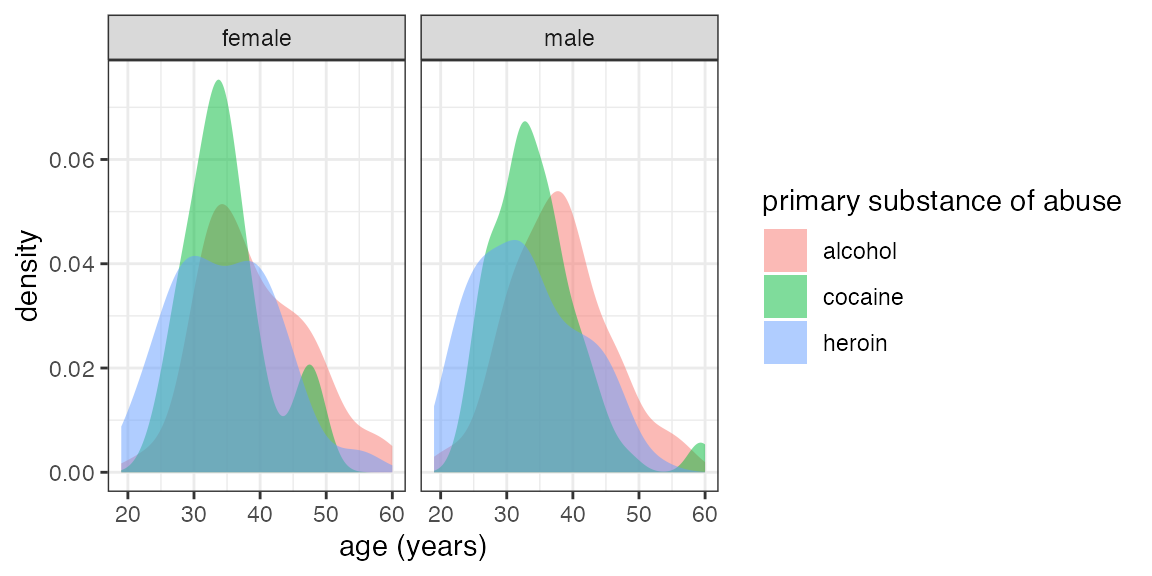 female
male
0.06
0.04
0.02
0.00
density
20 30 40 50 60
20 30 40 50 60
age (years)
primary substance of abuse
alcohol
cocaine
heroin